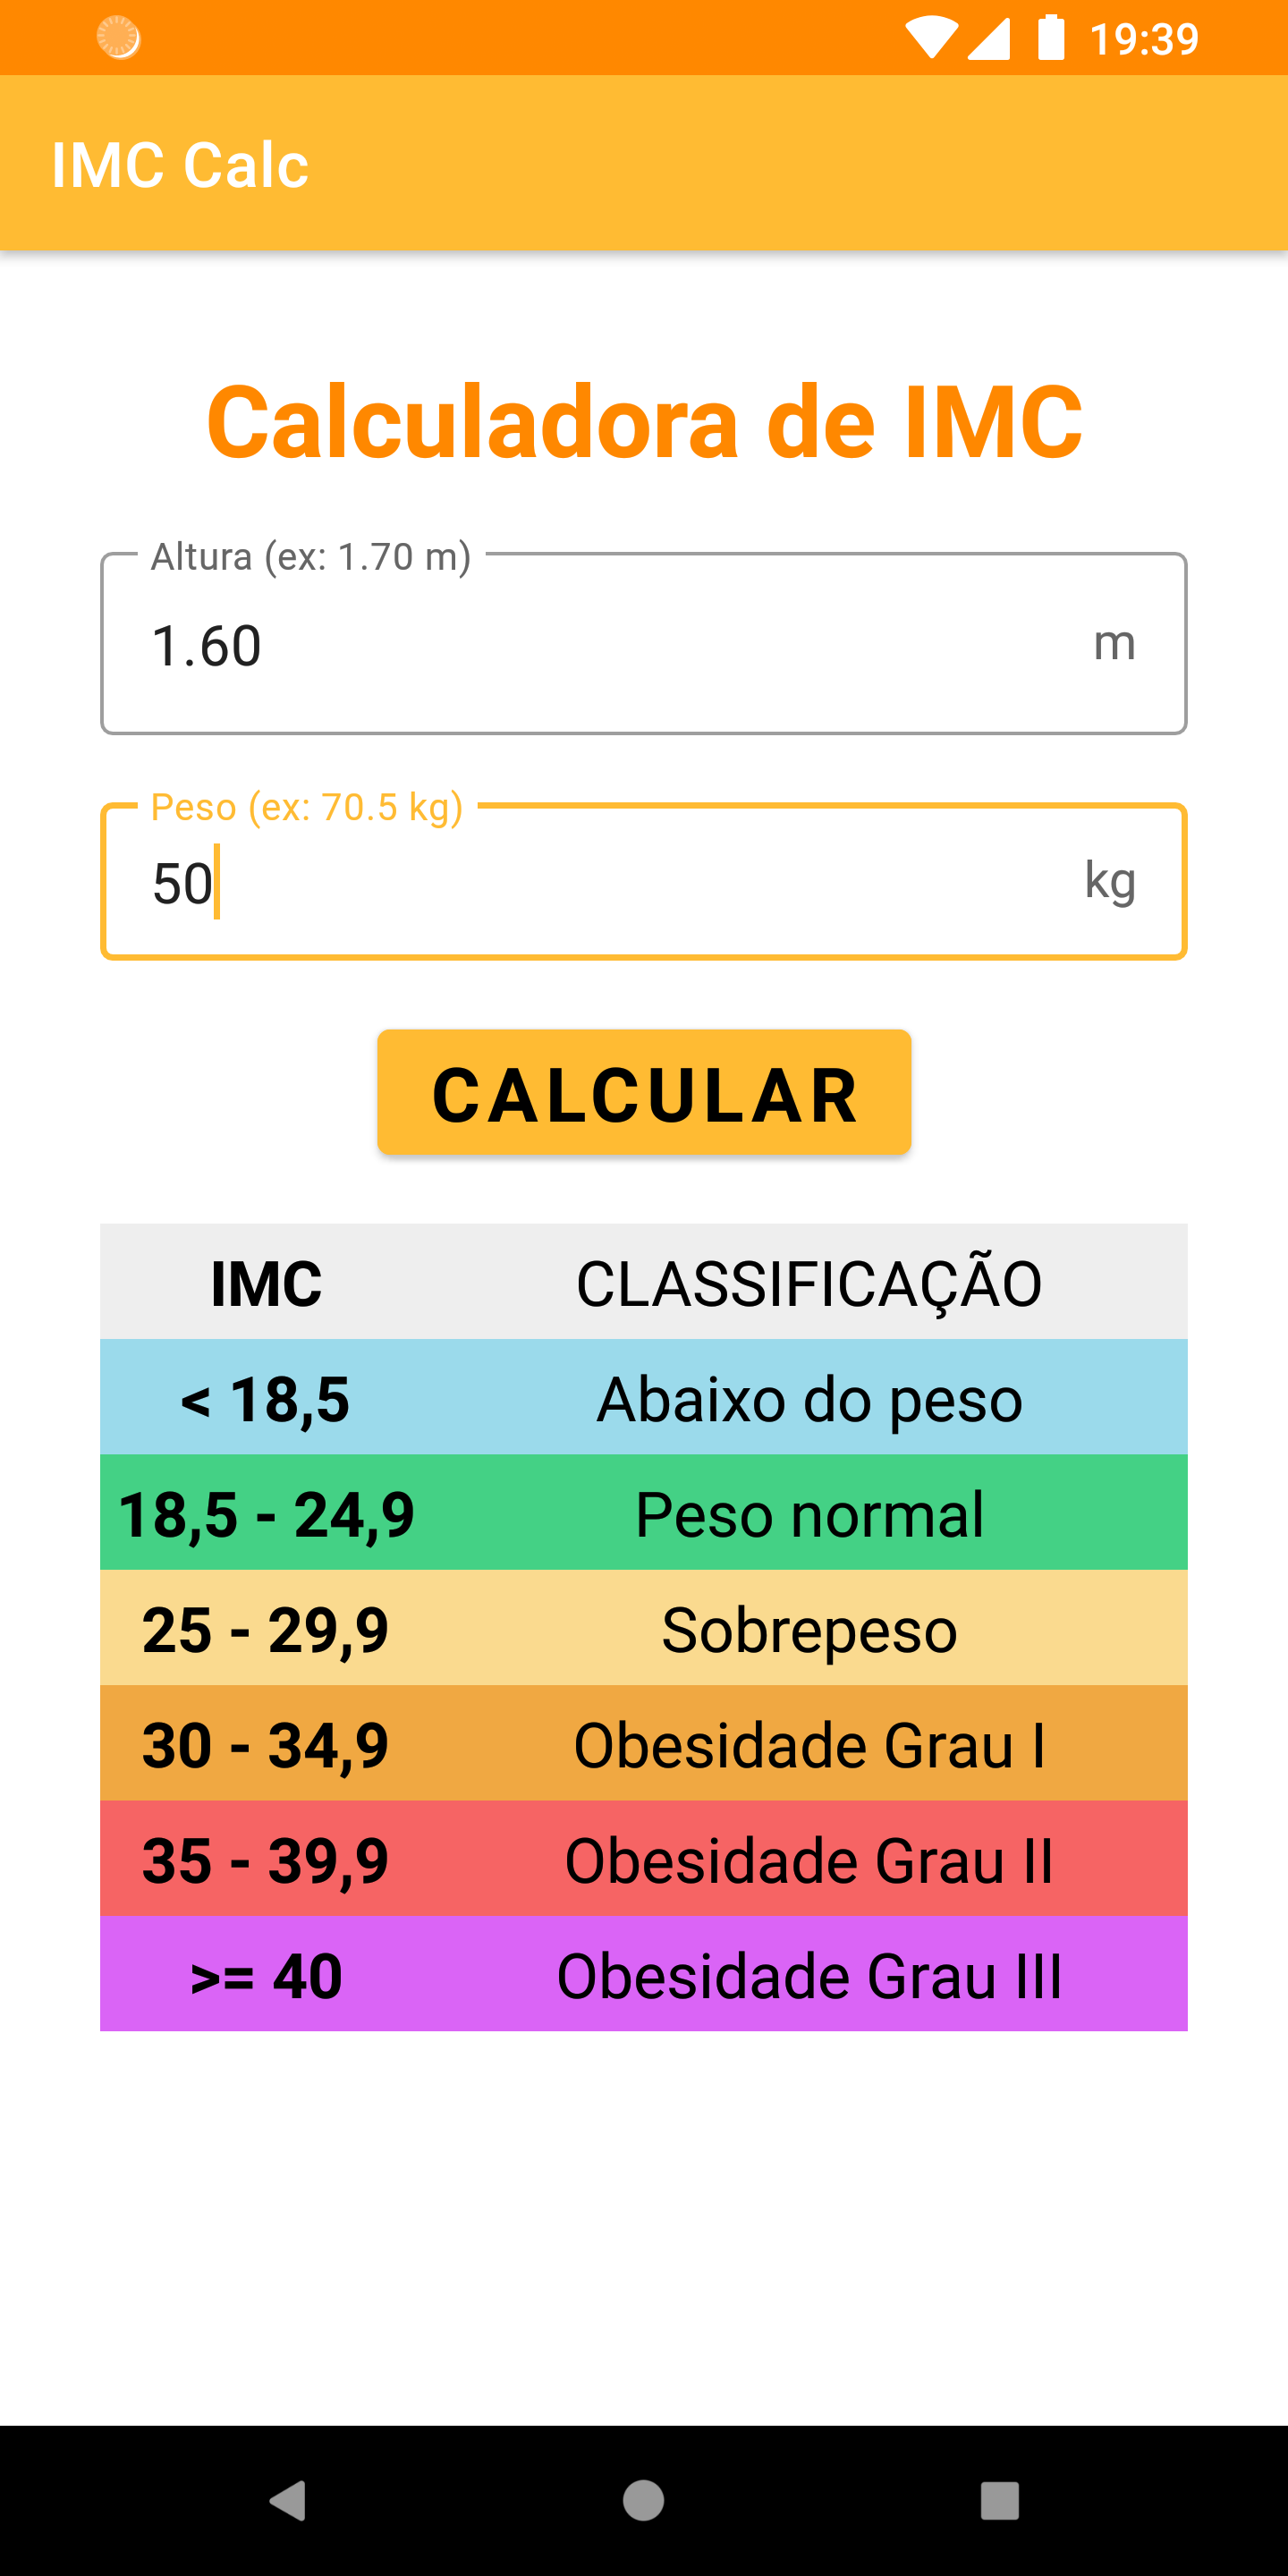 19:39
IMC Calc
Calculadora de IMC
Altura (ex: 1.70 m)
1.60 m
Peso (ex: 70.5 kg)
50 kg
CALCULAR
IMC CLASSIFICAÇÃO
< 18,5 Abaixo do peso
18,5 - 24,9 Peso normal
25 - 29,9 Sobrepeso
30 - 34,9 Obesidade Grau I
35 - 39,9 Obesidade Grau II
>= 40 Obesidade Grau III